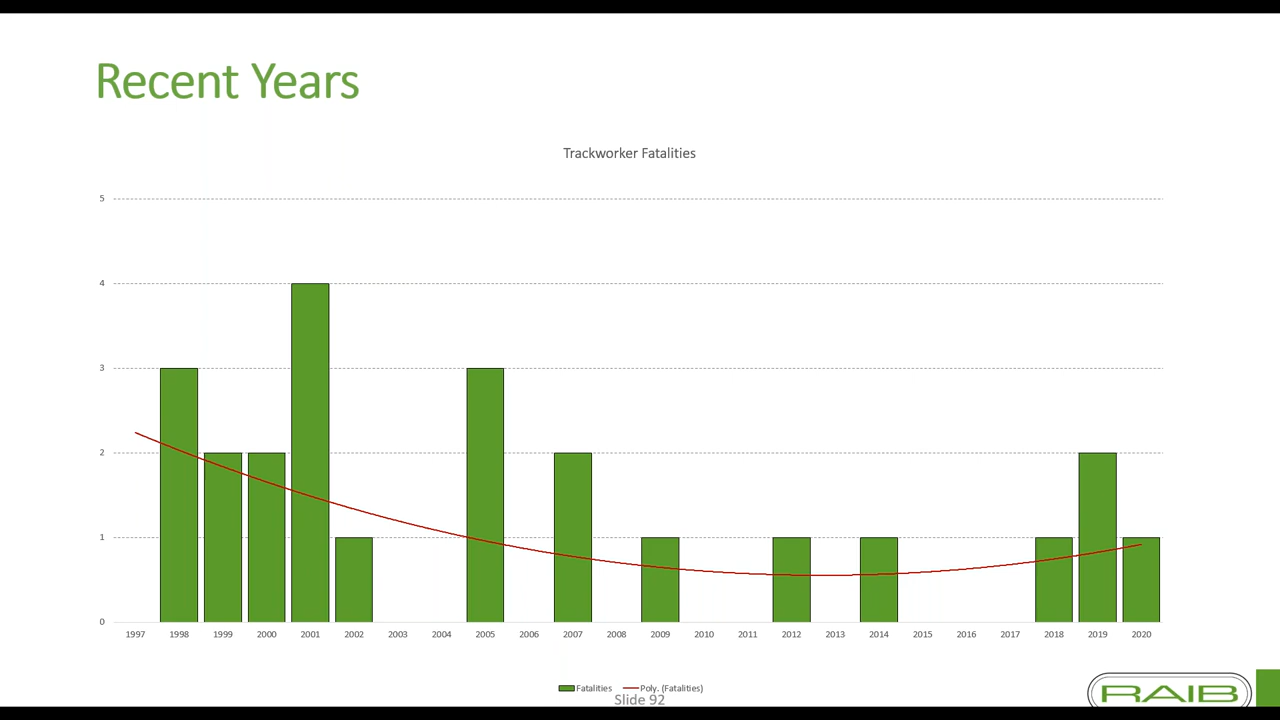 Recent Years
Trackworker Fatalities
5
4
3
2
1
0
1997 1998 1999 2000 2001 2002 2003 2004 2005 2006 2007 2008 2009 2010 2011 2012 2013 2014 2015 2016 2017 2018 2019 2020
Fatalities Poly. (Fatalities)
Slide 92
RAIB